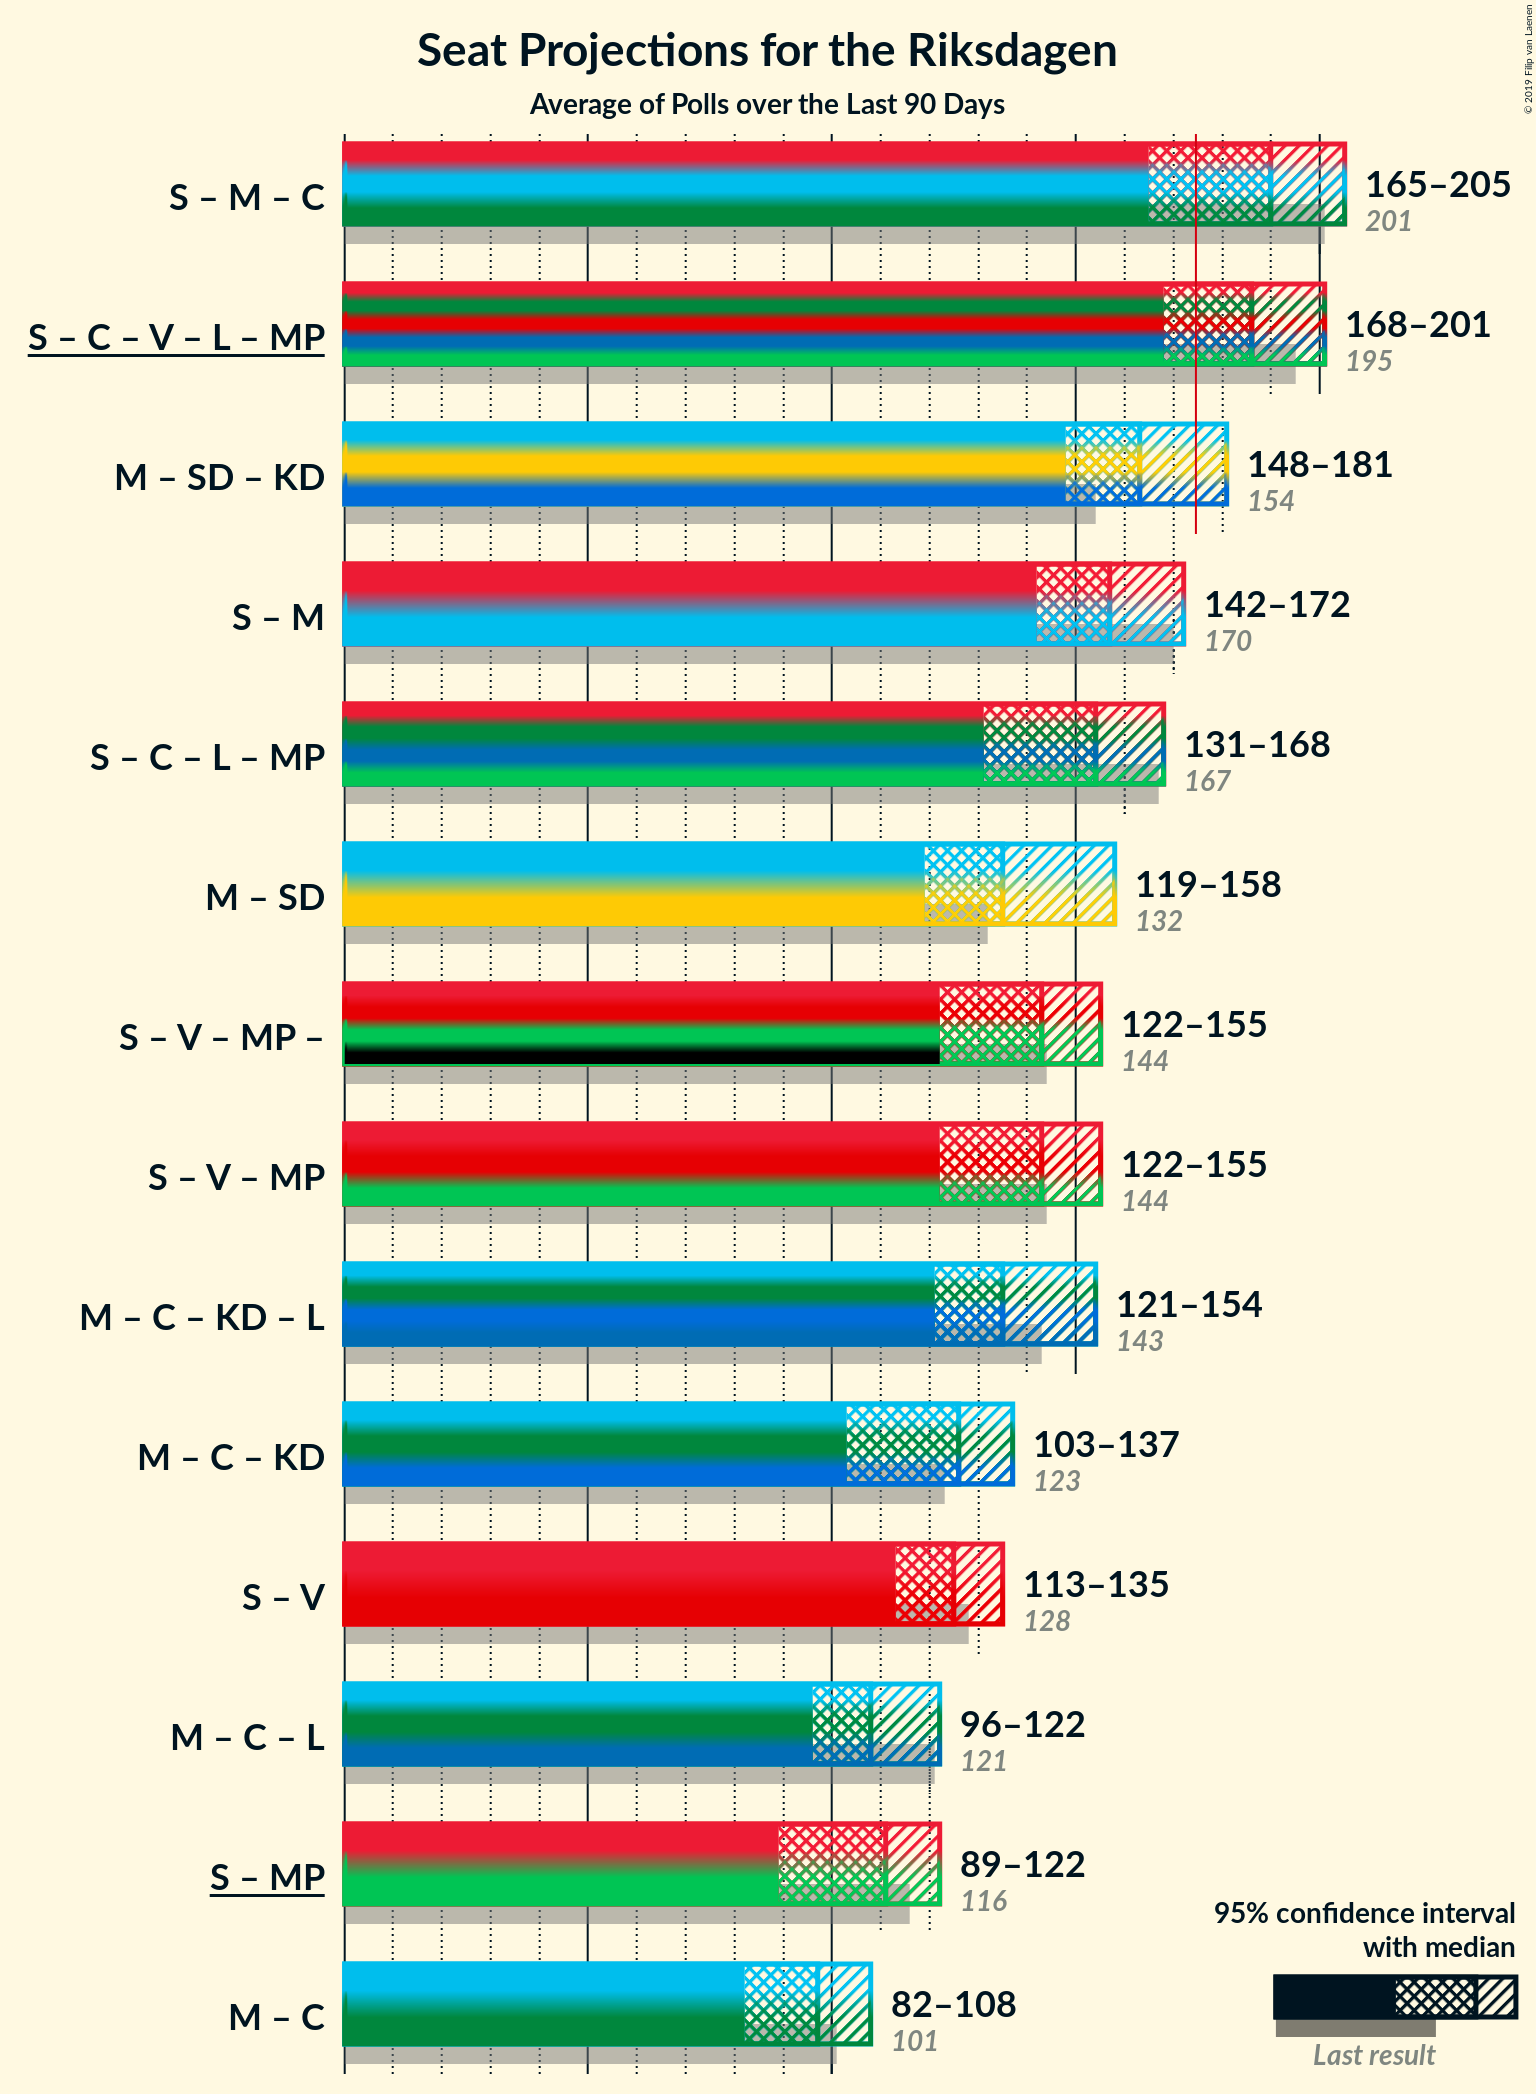 © 2019 Filip van Laenen
Seat Projections for the Riksdagen
Average of Polls over the Last 90 Days
S – M – C
165–205
201
S – C – V – L – MP
168–201
195
M – SD – KD
148–181
154
S – M
142–172
170
S – C – L – MP
131–168
167
M – SD
119–158
132
S – V – MP –
122–155
144
S – V – MP
122–155
144
M – C – KD – L
121–154
143
M – C – KD
103–137
123
S – V
113–135
128
M – C – L
96–122
121
S – MP
89–122
116
M – C
82–108
101
95% confidence interval
with median
Last result